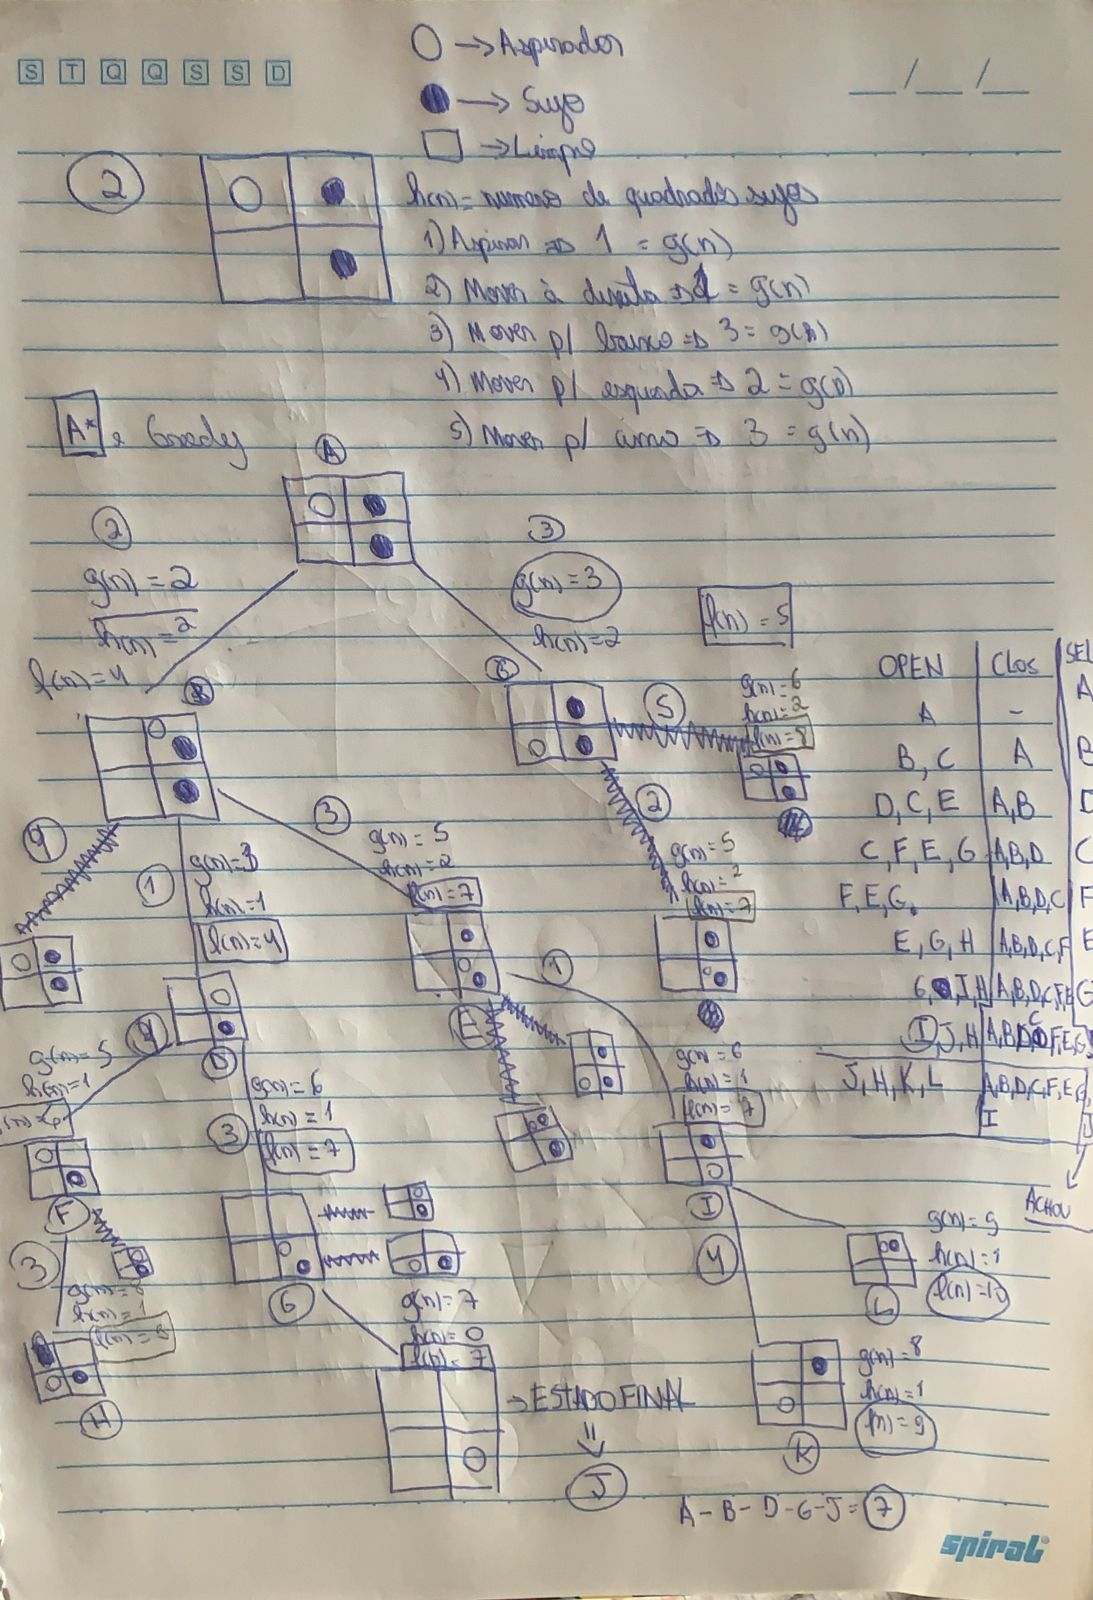 S T Q Q S S D
/ /
→ Aspirador
→ Sujo
→ Limpo
2
h(n) = numero de quadrados sujos
1) Aspirar ⇒ 1 = g(n)
2) Mover à direita ⇒ = g(n)
3) Mover p/ baixo ⇒ 3 = g(n)
4) Mover p/ esquerda ⇒ 2 = g(n)
5) Mover p/ cima ⇒ 3 = g(n)
A* e Greedy
A
2
g(n) = 2
h(n) = 2
f(n) = 4
3
g(n) = 3
h(n) = 2
f(n) = 5
B
5
g(n) = 6
h(n) = 2
f(n) = 8
OPEN | CLOS | SEL
A | - | A
B, C | A | B
D, C, E | A, B | D
C, F, E, G | A, B, D | C
F, E, G | A, B, D, C | F
E, G, H | A, B, D, C, F | E
G, I, H | A, B, D, C, F, E | G
I, J, H | A, B, D, C, F, E, G
J, H, K, L | A, B, D, C, F, E, G, I | J
ACHOU
4
1
g(n) = 3
h(n) = 1
f(n) = 4
3
g(n) = 5
h(n) = 2
f(n) = 7
2
g(n) = 5
h(n) = 2
f(n) = 7
D
E
1
4
g(n) = 5
h(n) = 1
f(n) = 6
3
g(n) = 6
h(n) = 1
f(n) = 7
g(n) = 6
h(n) = 1
f(n) = 7
F
G
I
3
g(n) = 8
h(n) = 1
H
g(n) = 7
h(n) = 0
f(n) = 7
→ ESTADO FINAL
J
4
g(n) = 9
h(n) = 1
f(n) = 10
L
g(n) = 8
h(n) = 1
f(n) = 9
K
A - B - D - G - J = 7
spiral